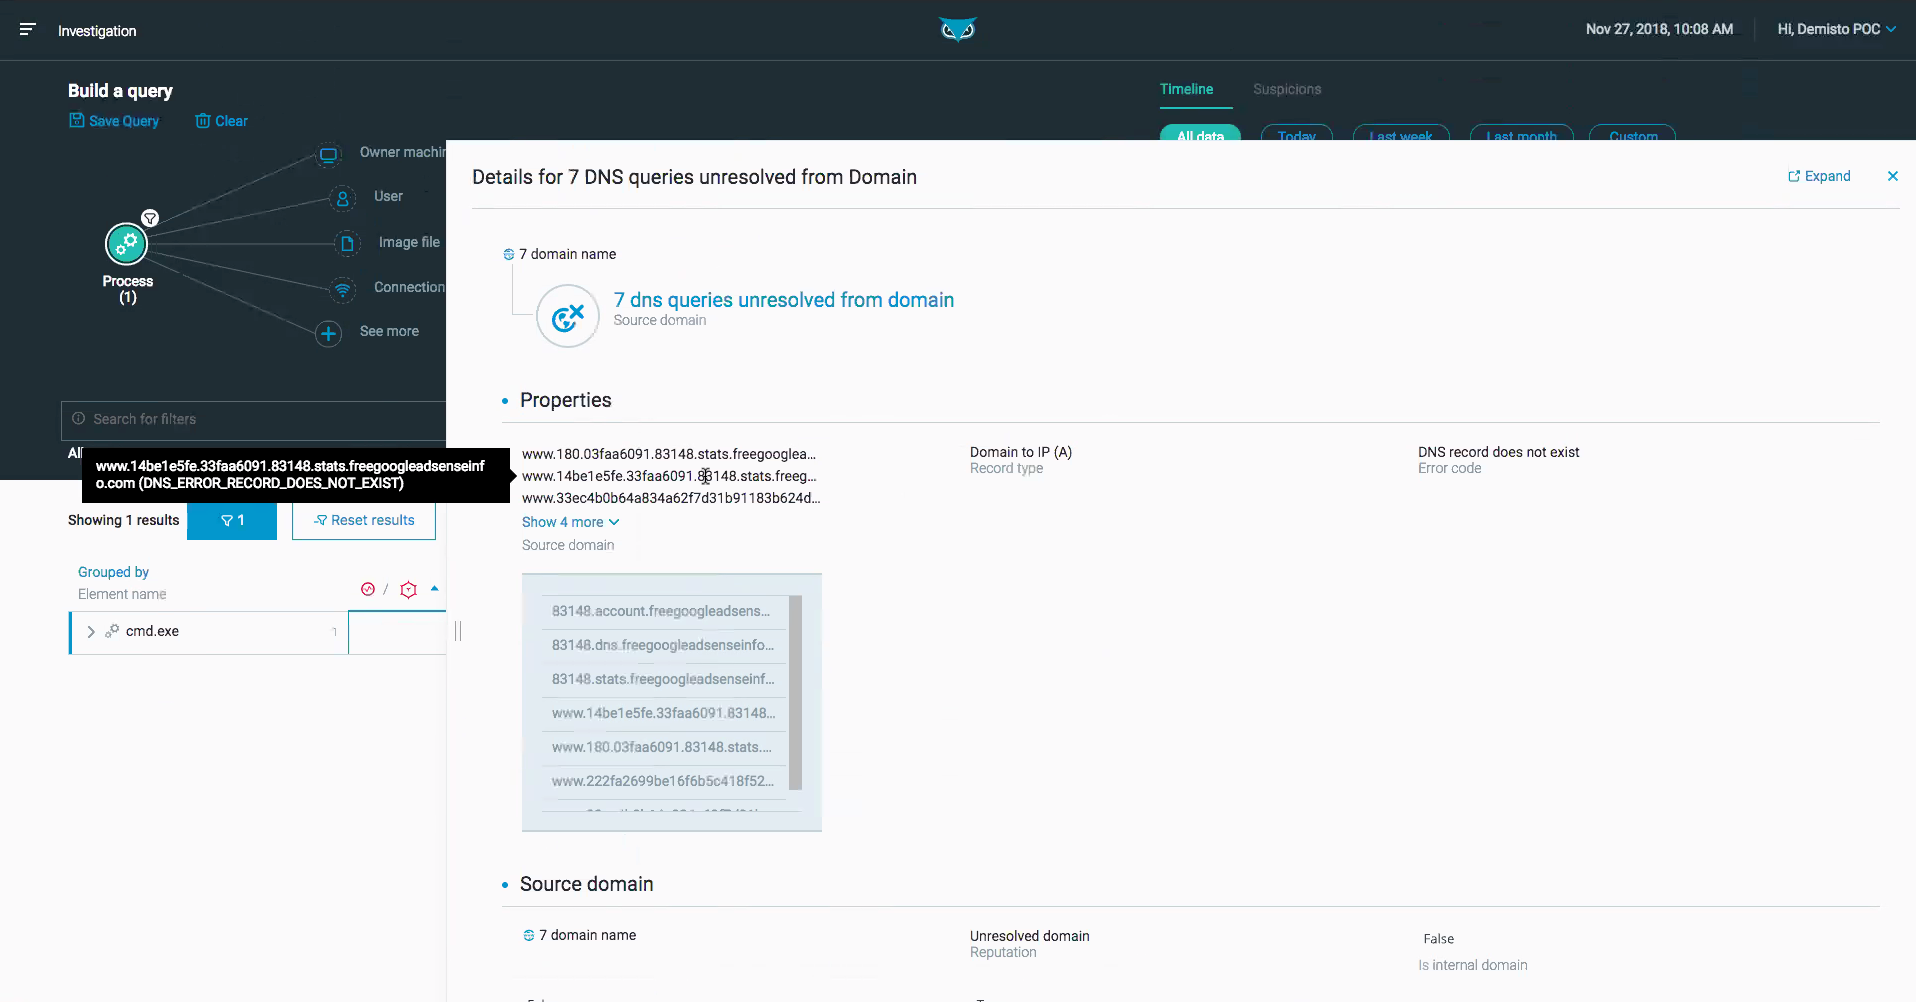 Investigation
Nov 27, 2018, 10:08 AM
Hi, Demisto POC
Build a query
Save Query
Clear
Timeline
Suspicions
All data
Today
Last week
Last month
Custom
Owner machin
User
Image file
Connection
See more
Process
(1)
Search for filters
Al
www.14be1e5fe.33faa6091.83148.stats.freegoogleadsenseinf
o.com (DNS_ERROR_RECORD_DOES_NOT_EXIST)
Showing 1 results
1
Reset results
Grouped by
Element name
/
cmd.exe
1
Details for 7 DNS queries unresolved from Domain
Expand
7 domain name
7 dns queries unresolved from domain
Source domain
Properties
www.180.03faa6091.83148.stats.freegooglea...
www.14be1e5fe.33faa6091.83148.stats.freeg...
www.33ec4b0b64a834a62f7d31b91183b624d...
Show 4 more
Source domain
Domain to IP (A)
Record type
DNS record does not exist
Error code
83148.account.freegoogleadsens...
83148.dns.freegoogleadsenseinfo...
83148.stats.freegoogleadsenseinf...
www.14be1e5fe.33faa6091.83148...
www.180.03faa6091.83148.stats....
www.222fa2699be16f6b5c418f52...
Source domain
7 domain name
Unresolved domain
Reputation
False
Is internal domain